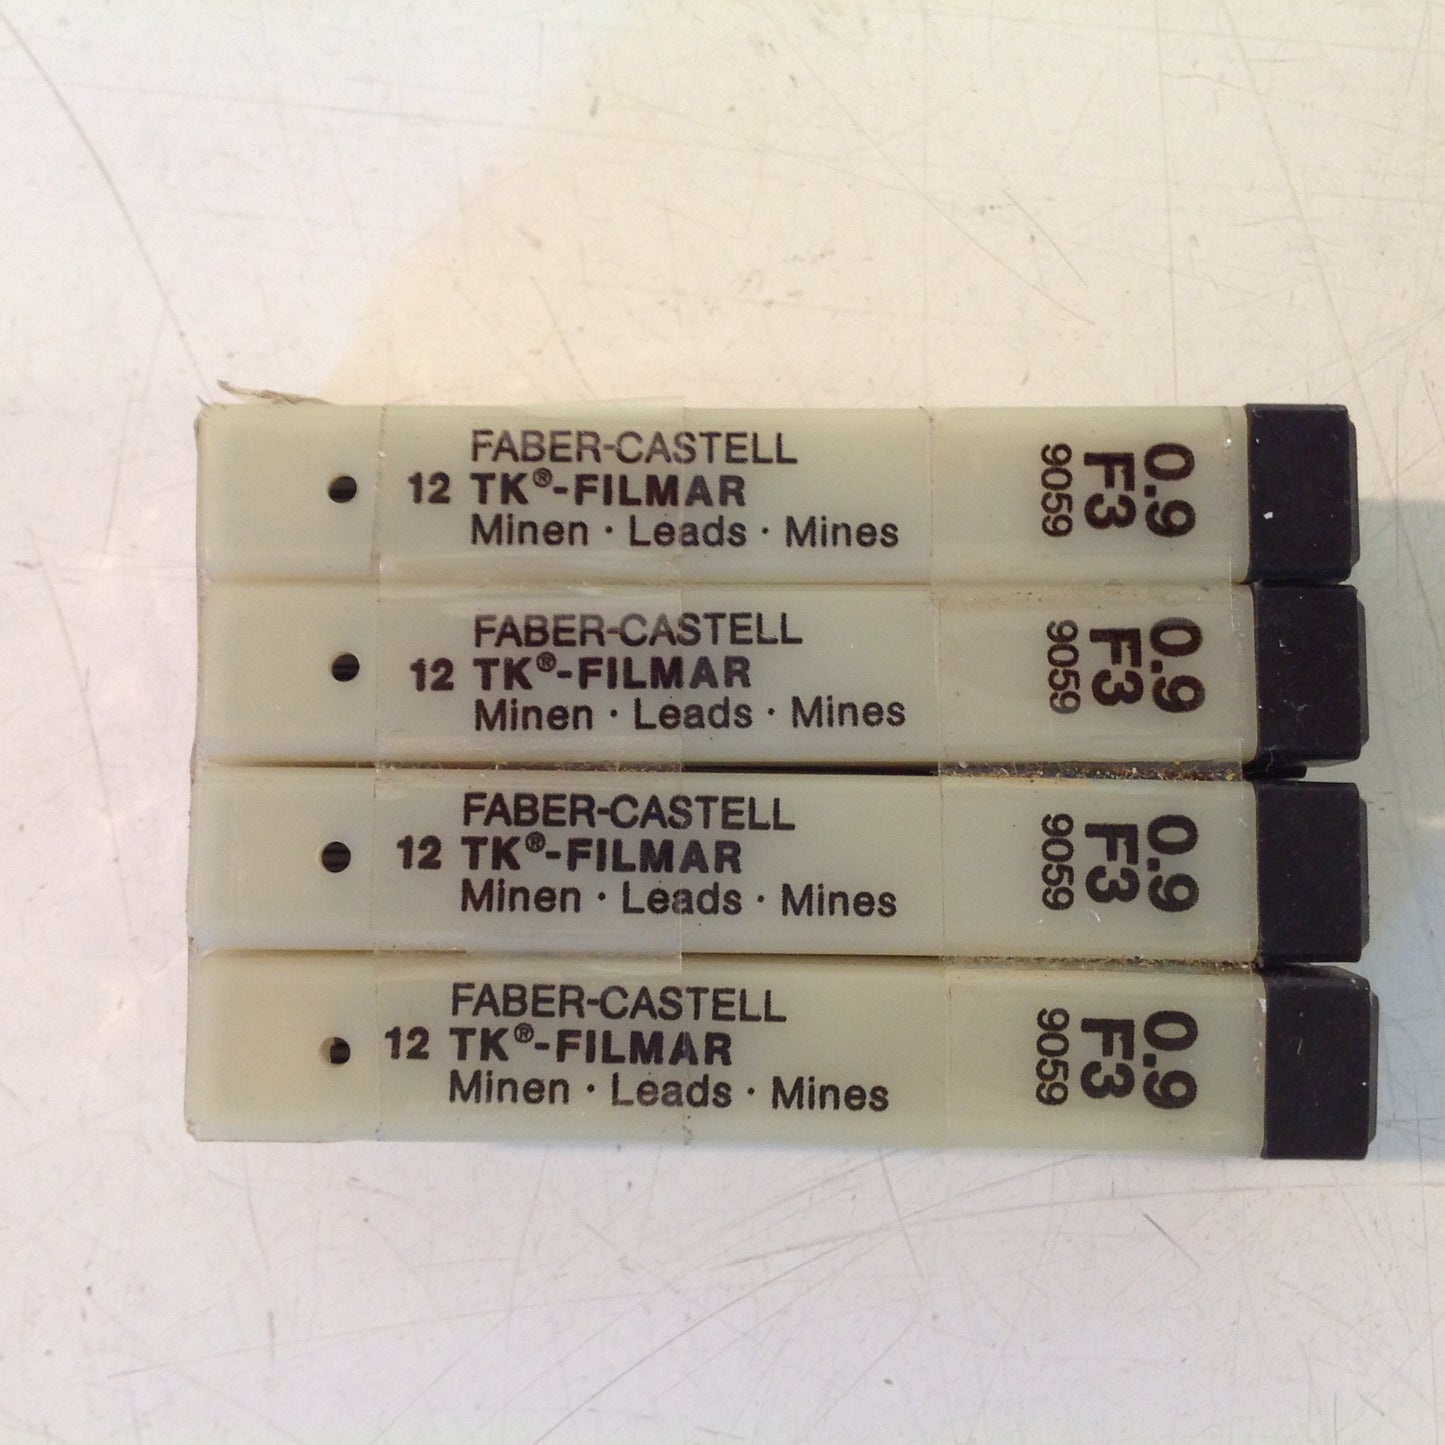 FABER-CASTELL
12 TK®-FILMAR
Minen · Leads · Mines
0.9
F3
9059
FABER-CASTELL
12 TK®-FILMAR
Minen · Leads · Mines
0.9
F3
9059
FABER-CASTELL
12 TK®-FILMAR
Minen · Leads · Mines
0.9
F3
9059
FABER-CASTELL
12 TK®-FILMAR
Minen · Leads · Mines
0.9
F3
9059